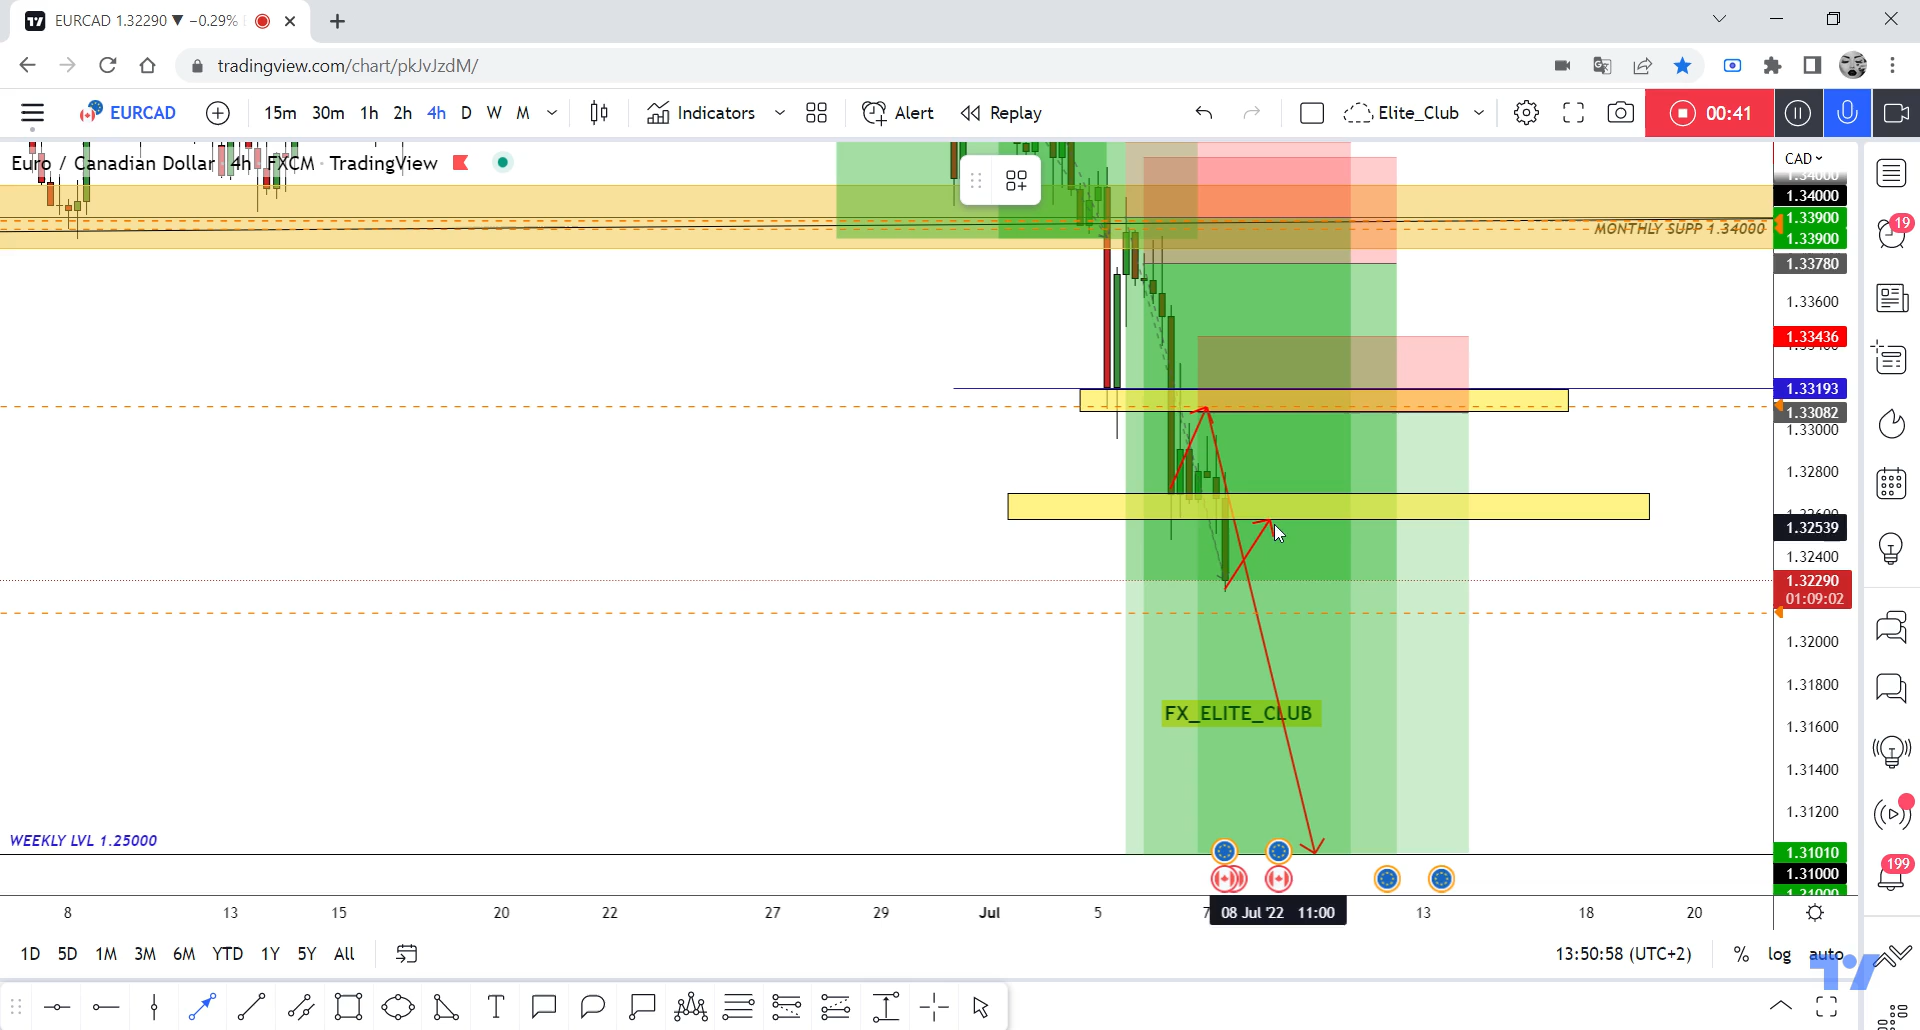 EURCAD 1.32290 ▼ −0.29%
tradingview.com/chart/pkJvJzdM/
EURCAD 15m 30m 1h 2h 4h D W M Indicators Alert Replay Elite_Club 00:41
Euro / Canadian Dollar 4h FXCM TradingView
CAD
1.34000
1.34000
1.33900
MONTHLY SUPP 1.34000
1.33900
1.33780
1.33600
1.33436
1.33193
1.33082
1.33000
1.32800
1.32539
1.32400
1.32290
01:09:02
1.32000
1.31800
FX_ELITE_CLUB
1.31600
1.31400
1.31200
WEEKLY LVL 1.25000
1.31010
1.31000
19
199
8 13 15 20 22 27 29 Jul 5 7 08 Jul '22 11:00 13 18 20
1D 5D 1M 3M 6M YTD 1Y 5Y All 13:50:58 (UTC+2) % log auto